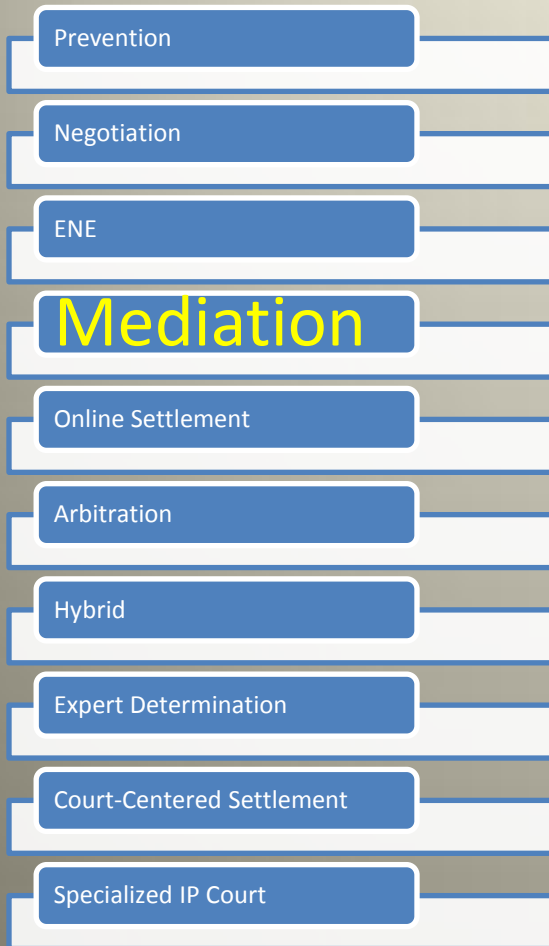 Prevention
Negotiation
ENE
Mediation
Online Settlement
Arbitration
Hybrid
Expert Determination
Court-Centered Settlement
Specialized IP Court